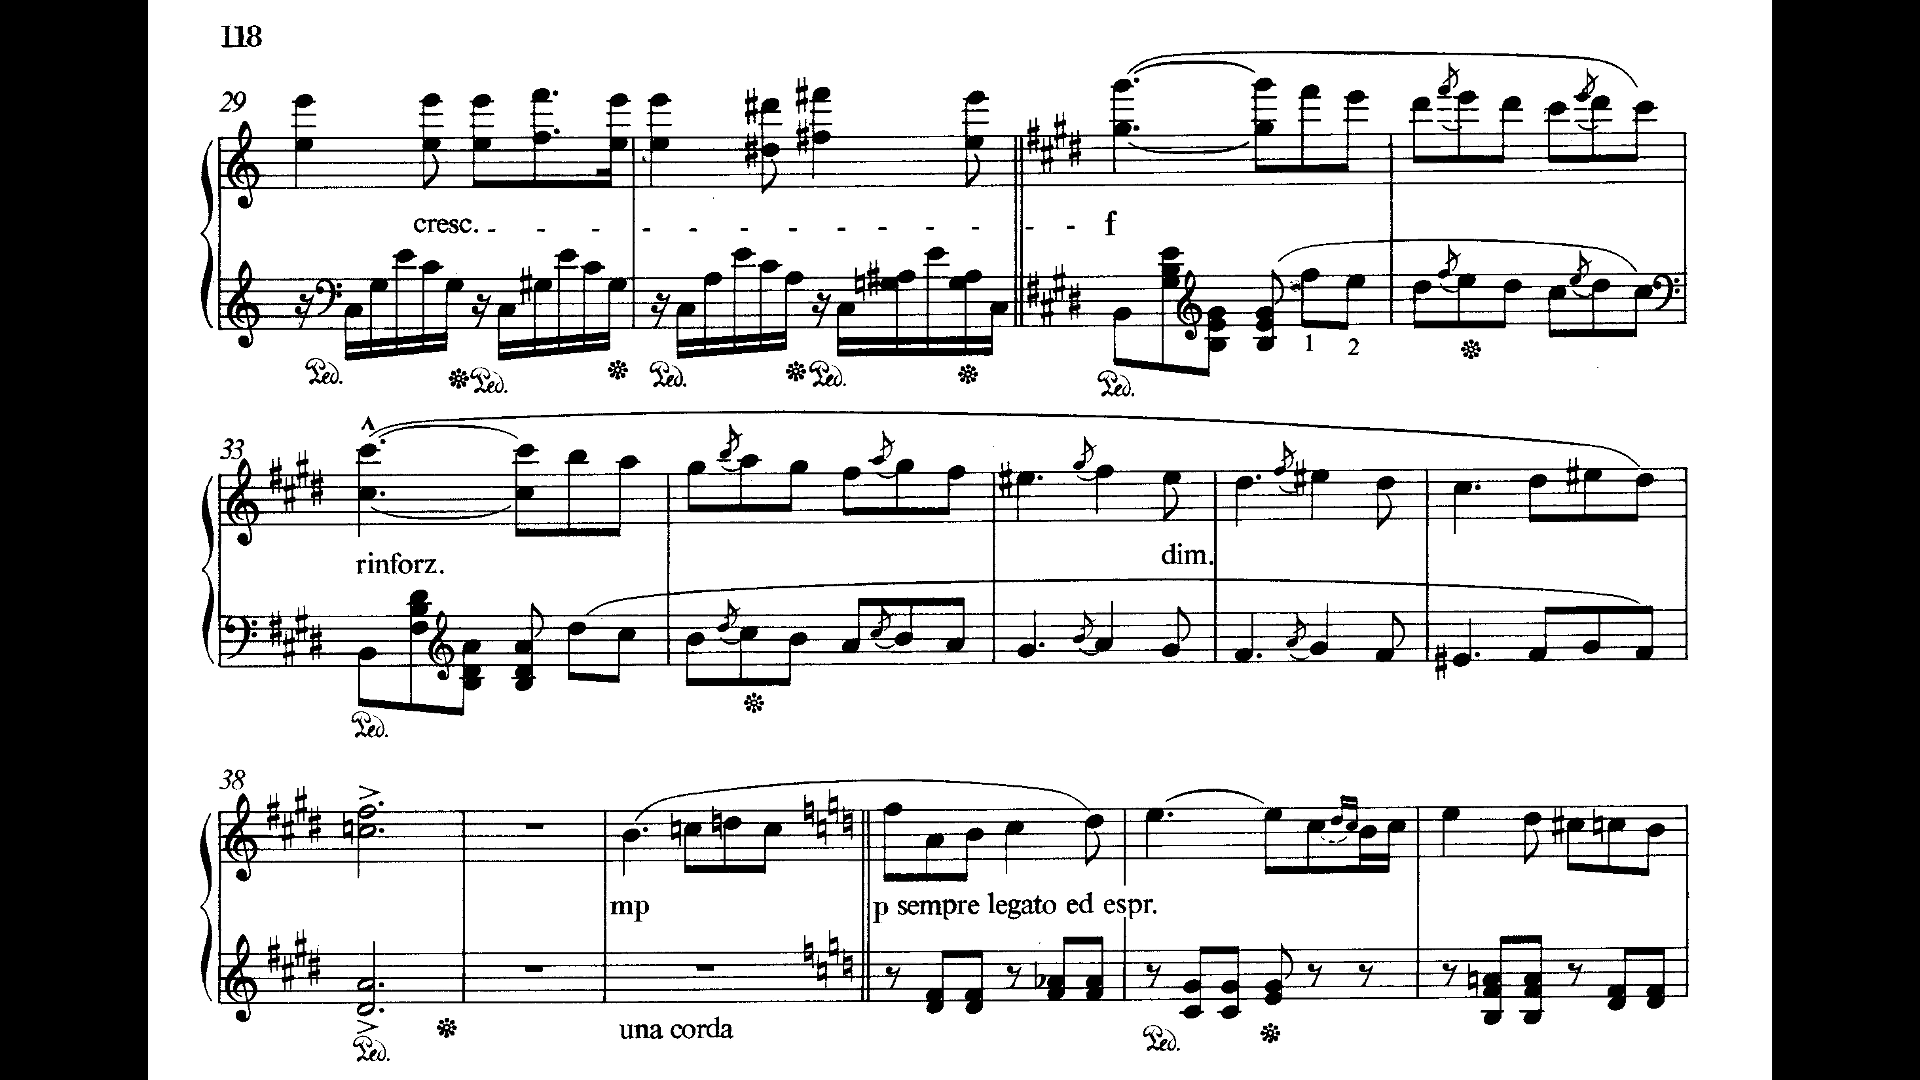 118
29
cresc.
f
Ped. Ped. Ped. Ped. Ped.
1 2
33
rinforz.
dim.
Ped.
38
mp
p sempre legato ed espr.
una corda
Ped. Ped.